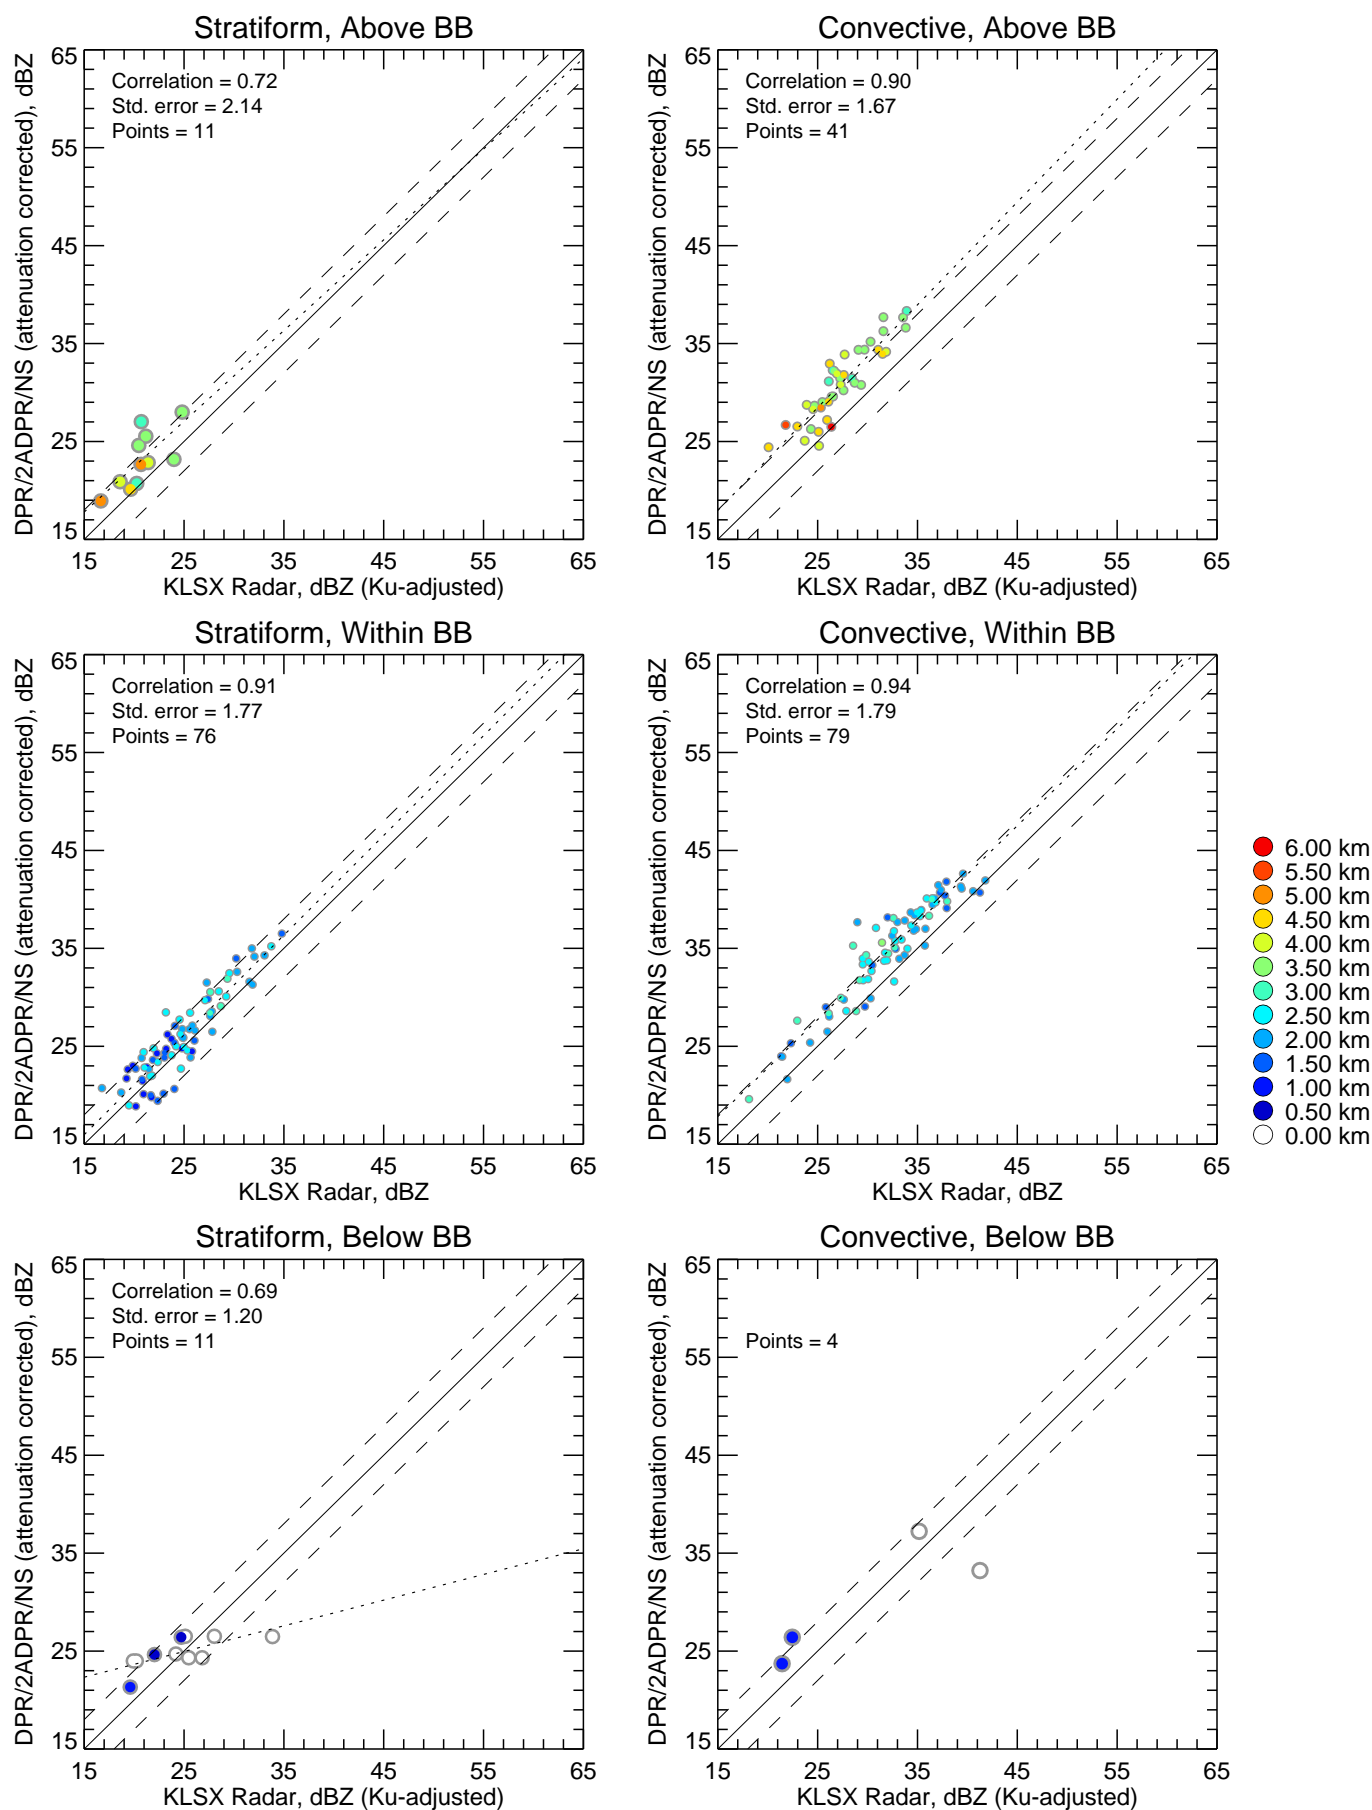 Stratiform, Above BB
DPR/2ADPR/NS (attenuation corrected), dBZ
65
55
45
35
25
15
Correlation = 0.72
Std. error = 2.14
Points = 11
15 25 35 45 55 65
KLSX Radar, dBZ (Ku-adjusted)
Convective, Above BB
DPR/2ADPR/NS (attenuation corrected), dBZ
65
55
45
35
25
15
Correlation = 0.90
Std. error = 1.67
Points = 41
15 25 35 45 55 65
KLSX Radar, dBZ (Ku-adjusted)
Stratiform, Within BB
DPR/2ADPR/NS (attenuation corrected), dBZ
65
55
45
35
25
15
Correlation = 0.91
Std. error = 1.77
Points = 76
15 25 35 45 55 65
KLSX Radar, dBZ
Convective, Within BB
DPR/2ADPR/NS (attenuation corrected), dBZ
65
55
45
35
25
15
Correlation = 0.94
Std. error = 1.79
Points = 79
15 25 35 45 55 65
KLSX Radar, dBZ
6.00 km
5.50 km
5.00 km
4.50 km
4.00 km
3.50 km
3.00 km
2.50 km
2.00 km
1.50 km
1.00 km
0.50 km
0.00 km
Stratiform, Below BB
DPR/2ADPR/NS (attenuation corrected), dBZ
65
55
45
35
25
15
Correlation = 0.69
Std. error = 1.20
Points = 11
15 25 35 45 55 65
KLSX Radar, dBZ (Ku-adjusted)
Convective, Below BB
DPR/2ADPR/NS (attenuation corrected), dBZ
65
55
45
35
25
15
Points = 4
15 25 35 45 55 65
KLSX Radar, dBZ (Ku-adjusted)